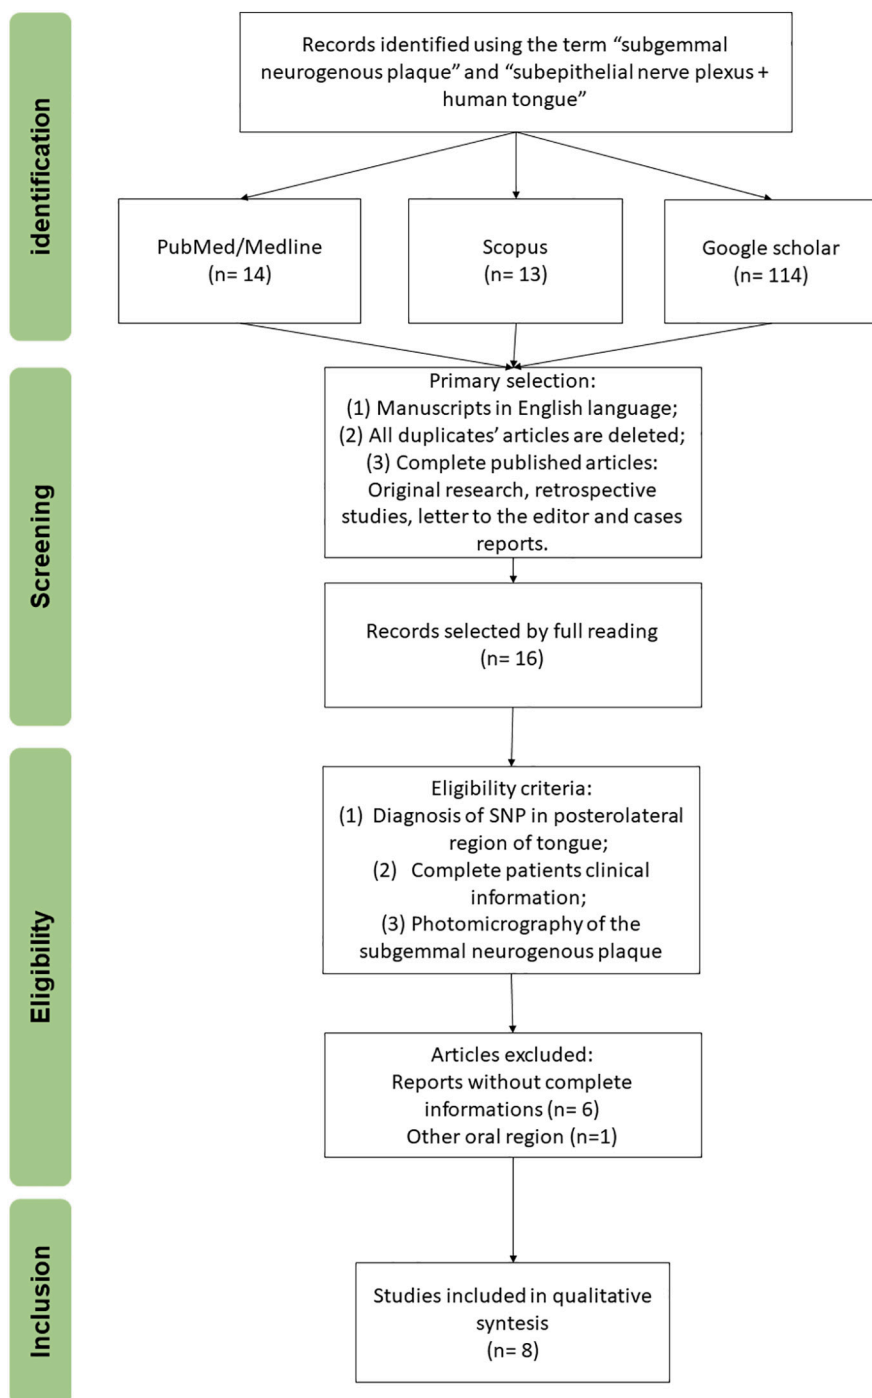 identification
Records identified using the term “subgemmal
neurogenous plaque” and “subepithelial nerve plexus +
human tongue”
PubMed/Medline
(n= 14)
Scopus
(n= 13)
Google scholar
(n= 114)
Screening
Primary selection:
(1) Manuscripts in English language;
(2) All duplicates’ articles are deleted;
(3) Complete published articles:
Original research, retrospective
studies, letter to the editor and cases
reports.
Records selected by full reading
(n= 16)
Eligibility
Eligibility criteria:
(1) Diagnosis of SNP in posterolateral
region of tongue;
(2) Complete patients clinical
information;
(3) Photomicrography of the
subgemmal neurogenous plaque
Articles excluded:
Reports without complete
informations (n= 6)
Other oral region (n=1)
Inclusion
Studies included in qualitative
syntesis
(n= 8)